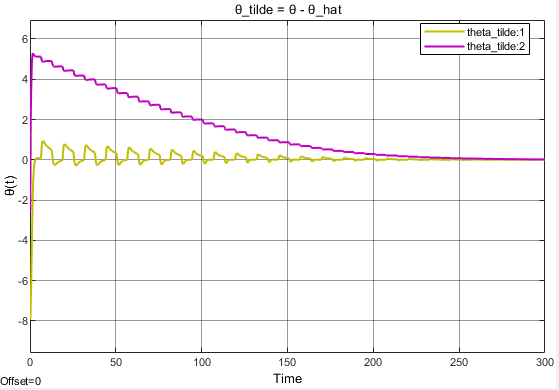 θ_tilde = θ - θ_hat
theta_tilde:1
theta_tilde:2
6
4
2
0
-2
-4
-6
-8
θ(t)
0
50
100
150
200
250
300
Time
Offset=0